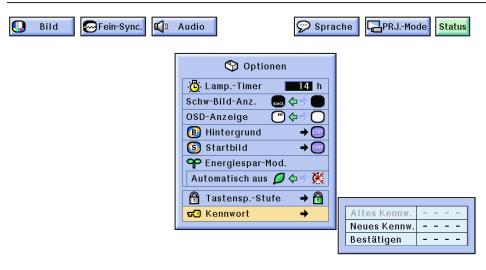 Bild Fein-Sync. Audio Sprache PRJ.-Mode Status
Optionen
Lamp.-Timer 14 h
Schw-Bild-Anz.
OSD-Anzeige
Hintergrund
Startbild
Energiespar-Mod.
Automatisch aus
Tastensp.-Stufe
Kennwort
Altes Kennw. - - - -
Neues Kennw. - - - -
Bestätigen - - - -